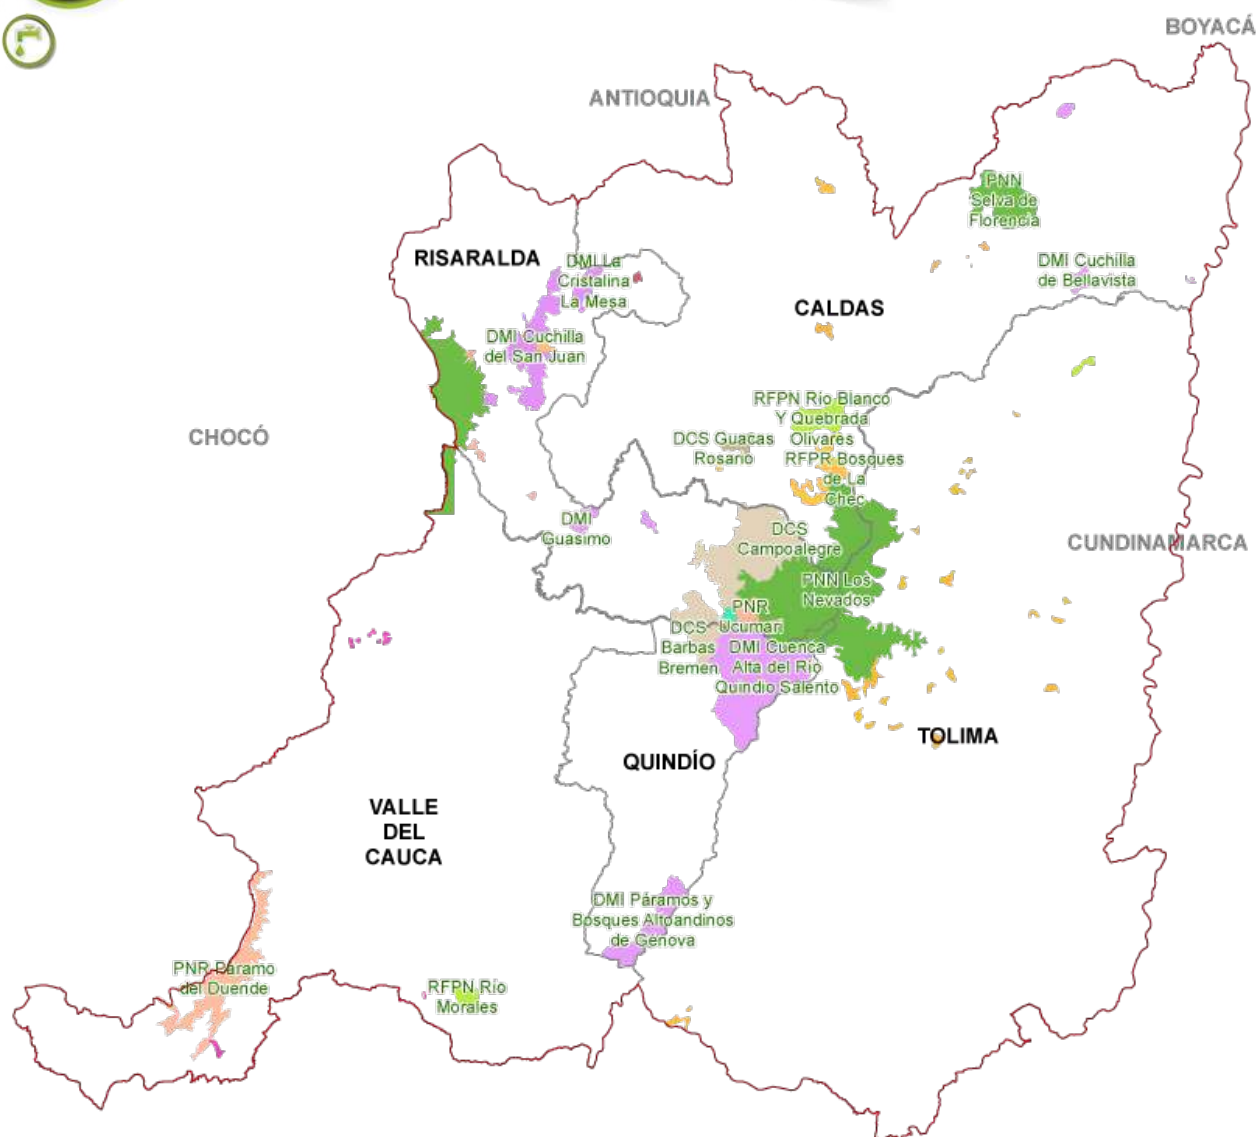 BOYACÁ
ANTIOQUIA
PNN
Selva de
Florencia
RISARALDA
DMI La
Cristalina
La Mesa
DMI Cuchilla
de Bellavista
CALDAS
DMI Cuchilla
del San Juan
CHOCÓ
RFPN Río Blanco
Y Quebrada
Olivares
DCS Guacas
Rosario
RFPR Bosques
de La
Chec
DMI
Guasimo
DCS
Campoalegre
CUNDINAMARCA
PNN Los
Nevados
PNR
Ucumari
DCS
Barbas
Bremen
DMI Cuenca
Alta del Río
Quindio Salento
TOLIMA
QUINDÍO
VALLE
DEL
CAUCA
DMI Páramos y
Bosques Altoandinos
de Génova
PNR Páramo
del Duende
RFPN Río
Morales